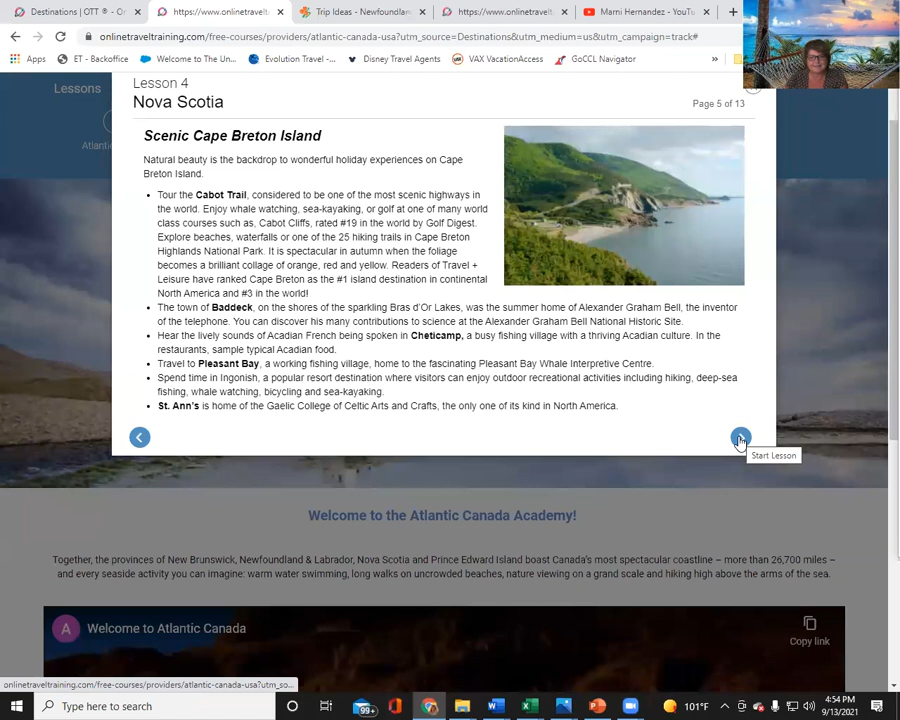 Destinations | OTT ® - O
https://www.onlinetravelt
Trip Ideas - Newfoundlan
https://www.onlinetravelt
Marni Hernandez - YouTu
onlinetraveltraining.com/free-courses/providers/atlantic-canada-usa?utm_source=Destinations&utm_medium=us&utm_campaign=track#
Apps
ET - Backoffice
Welcome to The Un...
Evolution Travel -...
Disney Travel Agents
VAX VacationAccess
GoCCL Navigator
»
Lessons
Lesson 4
Nova Scotia
Page 5 of 13
Scenic Cape Breton Island
Natural beauty is the backdrop to wonderful holiday experiences on Cape
Breton Island.
• Tour the Cabot Trail, considered to be one of the most scenic highways in
the world. Enjoy whale watching, sea-kayaking, or golf at one of many world
class courses such as, Cabot Cliffs, rated #19 in the world by Golf Digest.
Explore beaches, waterfalls or one of the 25 hiking trails in Cape Breton
Highlands National Park. It is spectacular in autumn when the foliage
becomes a brilliant collage of orange, red and yellow. Readers of Travel +
Leisure have ranked Cape Breton as the #1 island destination in continental
North America and #3 in the world!
• The town of Baddeck, on the shores of the sparkling Bras d'Or Lakes, was the summer home of Alexander Graham Bell, the inventor
of the telephone. You can discover his many contributions to science at the Alexander Graham Bell National Historic Site.
• Hear the lively sounds of Acadian French being spoken in Cheticamp, a busy fishing village with a thriving Acadian culture. In the
restaurants, sample typical Acadian food.
• Travel to Pleasant Bay, a working fishing village, home to the fascinating Pleasant Bay Whale Interpretive Centre.
• Spend time in Ingonish, a popular resort destination where visitors can enjoy outdoor recreational activities including hiking, deep-sea
fishing, whale watching, bicycling and sea-kayaking.
• St. Ann's is home of the Gaelic College of Celtic Arts and Crafts, the only one of its kind in North America.
Start Lesson
Atlantic
Welcome to the Atlantic Canada Academy!
Together, the provinces of New Brunswick, Newfoundland & Labrador, Nova Scotia and Prince Edward Island boast Canada's most spectacular coastline – more than 26,700 miles –
and every seaside activity you can imagine: warm water swimming, long walks on uncrowded beaches, nature viewing on a grand scale and hiking high above the arms of the sea.
A
Welcome to Atlantic Canada
Copy link
onlinetraveltraining.com/free-courses/providers/atlantic-canada-usa?utm_so...
Type here to search
99+
101°F
4:54 PM
9/13/2021